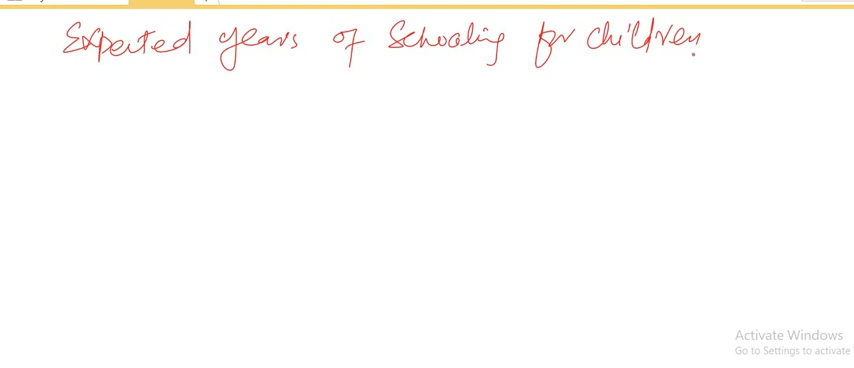 Expected years of Schooling for children.
Activate Windows
Go to Settings to activate